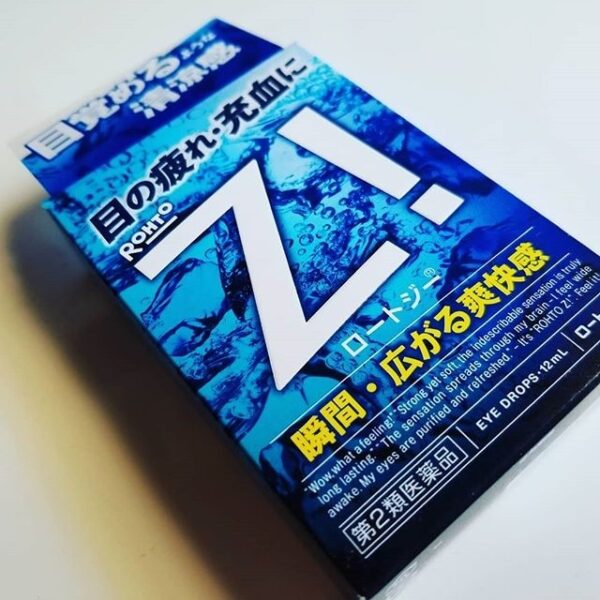 目覚めるような
清涼感
目の疲れ・充血に
ROHTO
Z!
ロートジー®
瞬間・広がる爽快感
"Wow, what a feeling!" Strong yet soft, the indescribable sensation is truly
long lasting. "The sensation spreads through my brain - I feel wide
awake. My eyes are purified and refreshed." - It's "ROHTO Z!". Feel it!
第2類医薬品
EYE DROPS・12mL
ロート